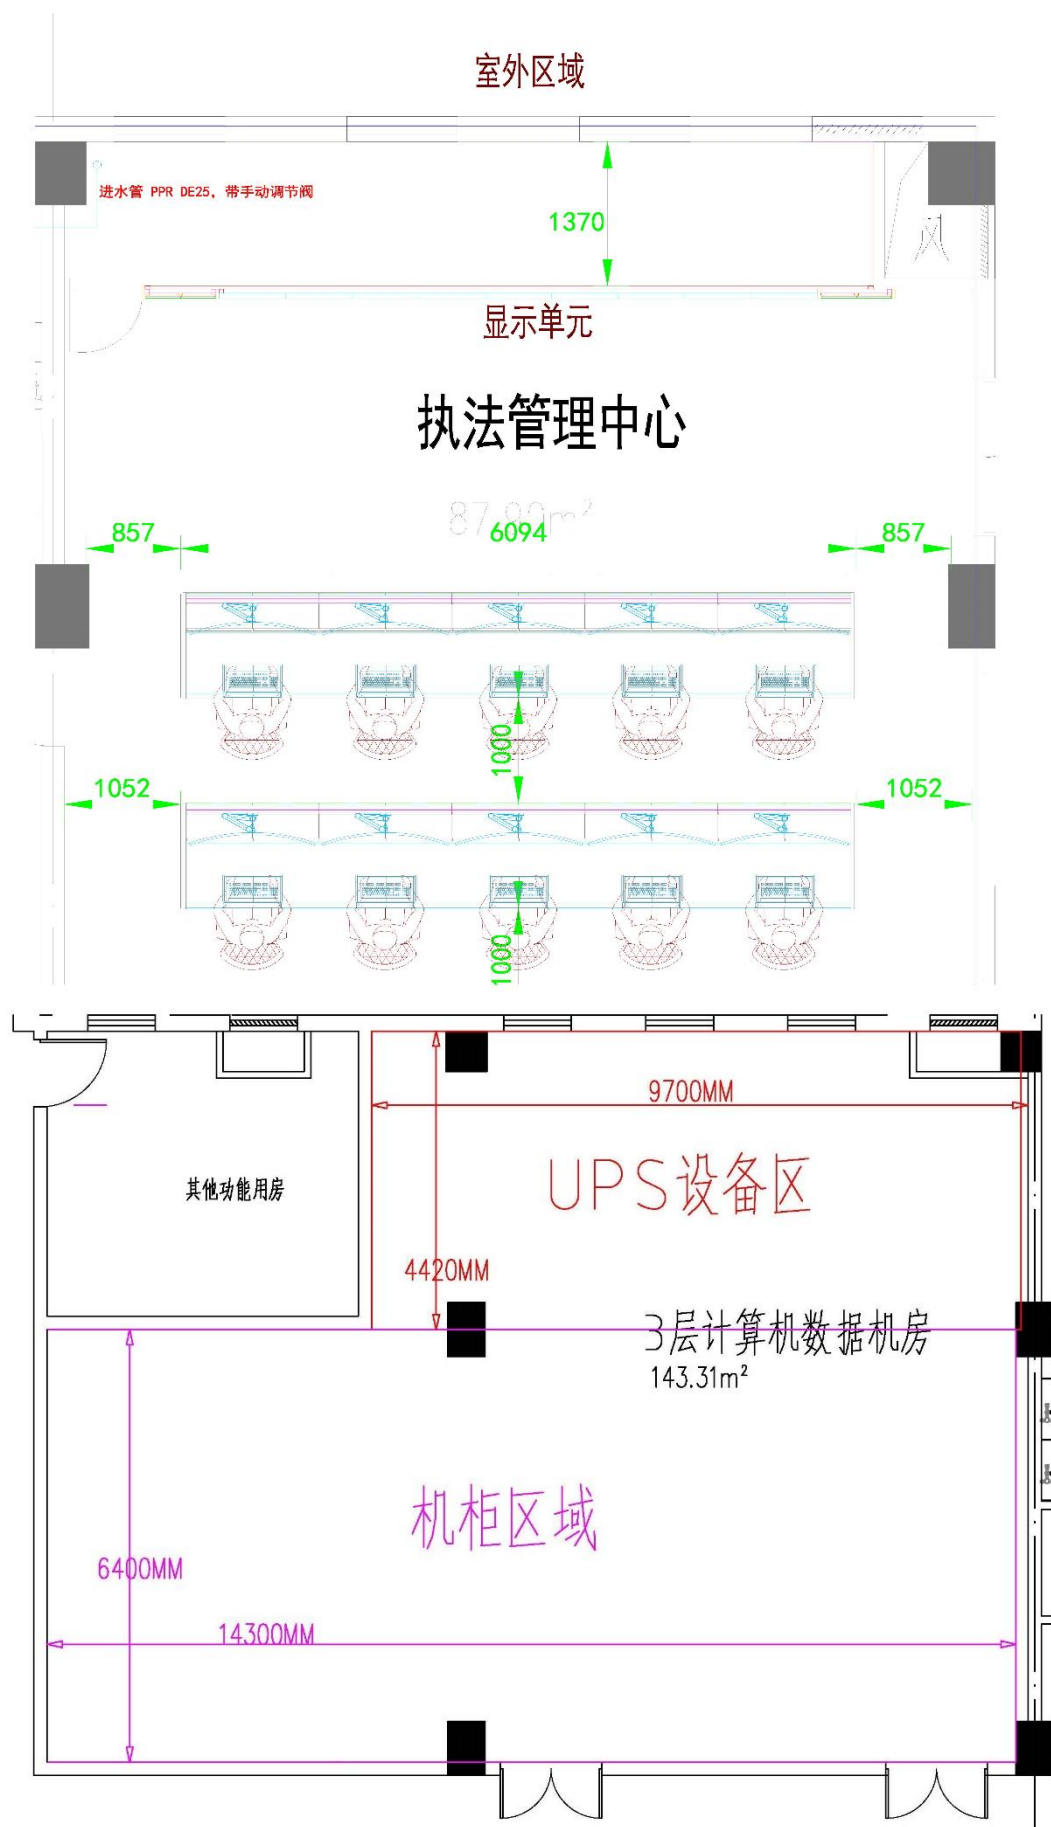 室外区域
进水管 PPR DE25，带手动调节阀
1370
风
显示单元
执法管理中心
87.90m²
857
6094
857
1000
1052
1052
1000
9700MM
UPS设备区
其他功能用房
4420MM
3层计算机数据机房
143.31m²
机柜区域
6400MM
14300MM